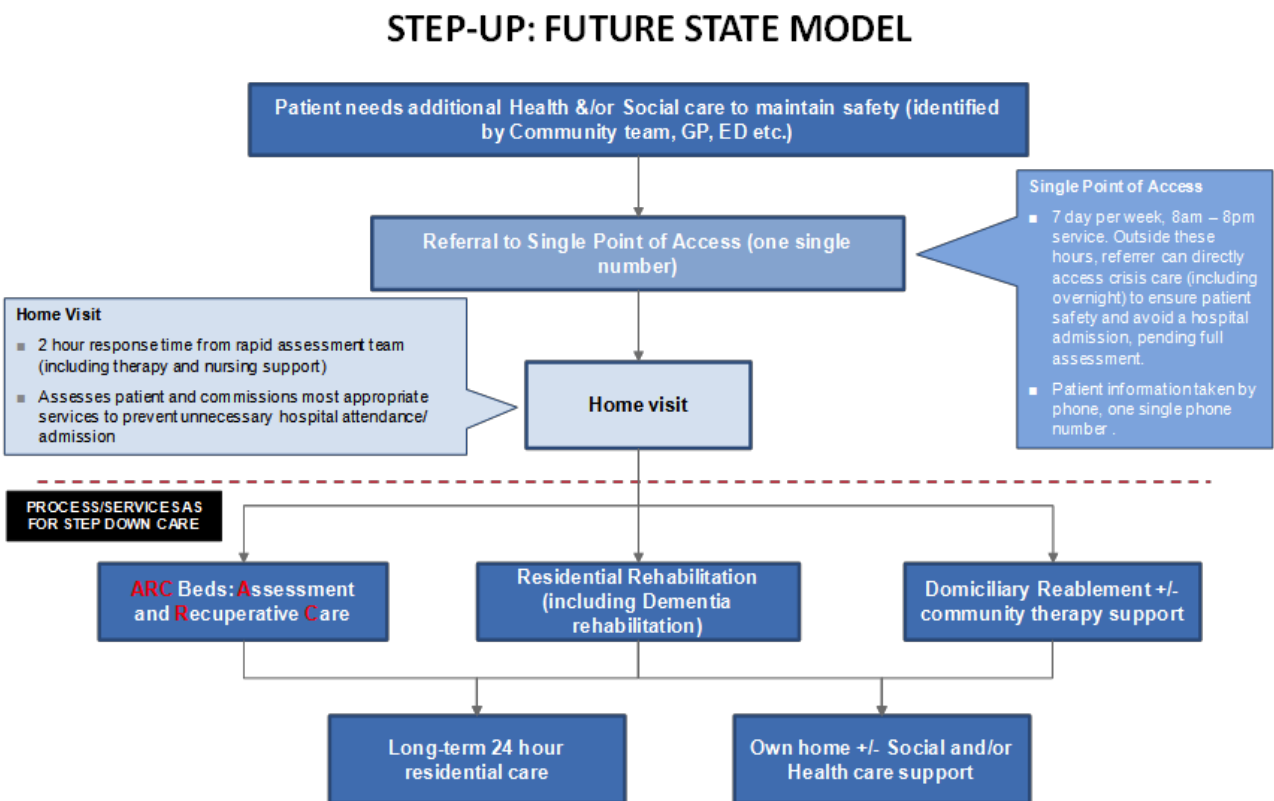 STEP-UP: FUTURE STATE MODEL
Patient needs additional Health &/or Social care to maintain safety (identified
by Community team, GP, ED etc.)
Referral to Single Point of Access (one single
number)
Single Point of Access
■ 7 day per week, 8am – 8pm
service. Outside these
hours, referrer can directly
access crisis care (including
overnight) to ensure patient
safety and avoid a hospital
admission, pending full
assessment.
■ Patient information taken by
phone, one single phone
number .
Home Visit
■ 2 hour response time from rapid assessment team
(including therapy and nursing support)
■ Assesses patient and commissions most appropriate
services to prevent unnecessary hospital attendance/
admission
Home visit
PROCESS/SERVICES AS
FOR STEP DOWN CARE
ARC Beds: Assessment
and Recuperative Care
Residential Rehabilitation
(including Dementia
rehabilitation)
Domiciliary Reablement +/-
community therapy support
Long-term 24 hour
residential care
Own home +/- Social and/or
Health care support